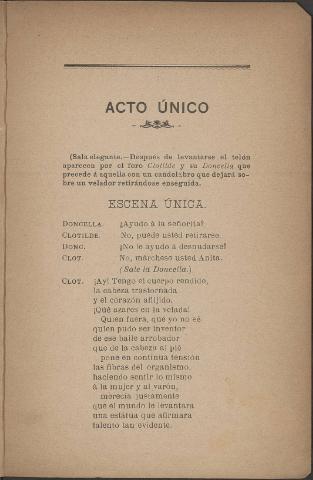 ACTO ÚNICO
(Sala elegante.—Después de levantarse el telón
aparecen por el foro Clotilde y su Doncella que
precede á aquella con un candelabro que dejará so-
bre un velador retirándose enseguida.
ESCENA ÚNICA.
DONCELLA. ¡Ayudo á la señorita!
CLOTILDE. No, puede usted retirarse.
DONC. ¡No le ayudo á desnudarse!
CLOT. No, márchese usted Anita.
(Sale la Doncella.)
CLOT. ¡Ay! Tengo el cuerpo rendido,
la cabeza trastornada
y el corazón aflijido.
¡Qué azares en la velada!
Quien fuera, que yo no sé
quien pudo ser inventor
de ese baile arrobador
que de la cabeza al pié
pone en continua tensión
las fibras del organismo,
haciendo sentir lo mismo
á la mujer y al varón,
merecía justamente
que el mundo le levantara
una estátua que afirmara
talento tan evidente.